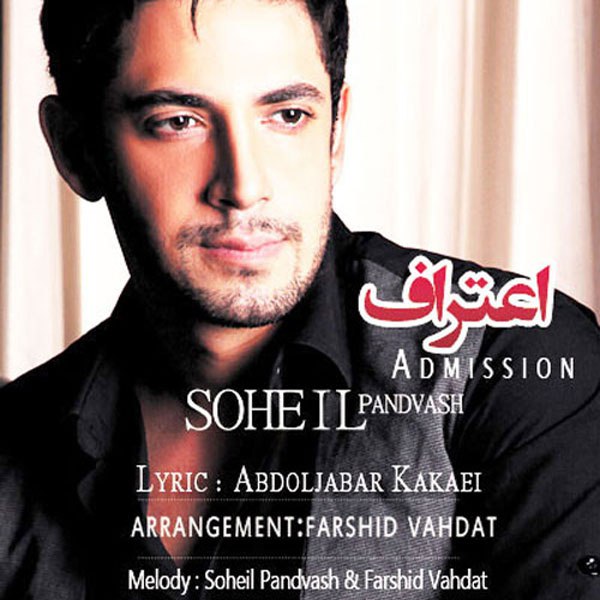 اعتراف
ADMISSION
SOHEIL PANDVASH
LYRIC : ABDOLJABAR KAKAEI
ARRANGEMENT:FARSHID VAHDAT
Melody : Soheil Pandvash & Farshid Vahdat